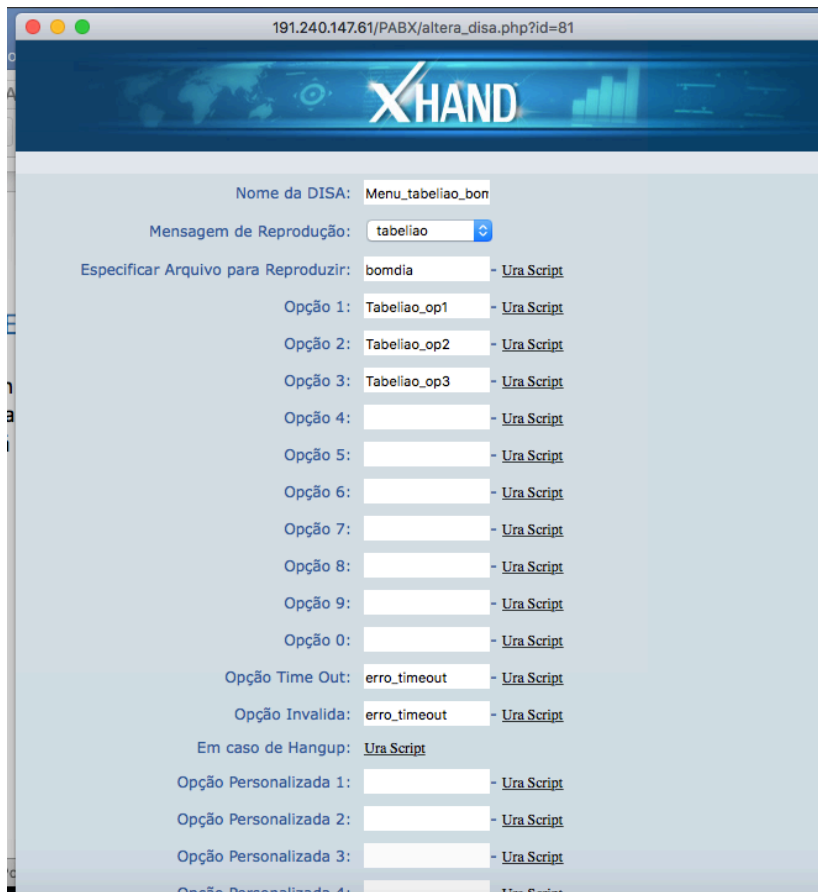 191.240.147.61/PABX/altera_disa.php?id=81
XHAND
Nome da DISA: Menu_tabeliao_bom
Mensagem de Reprodução: tabeliao
Especificar Arquivo para Reproduzir: bomdia - Ura Script
Opção 1: Tabeliao_op1 - Ura Script
Opção 2: Tabeliao_op2 - Ura Script
Opção 3: Tabeliao_op3 - Ura Script
Opção 4: - Ura Script
Opção 5: - Ura Script
Opção 6: - Ura Script
Opção 7: - Ura Script
Opção 8: - Ura Script
Opção 9: - Ura Script
Opção 0: - Ura Script
Opção Time Out: erro_timeout - Ura Script
Opção Invalida: erro_timeout - Ura Script
Em caso de Hangup: Ura Script
Opção Personalizada 1: - Ura Script
Opção Personalizada 2: - Ura Script
Opção Personalizada 3: - Ura Script
Opção Personalizada 4: - Ura Script